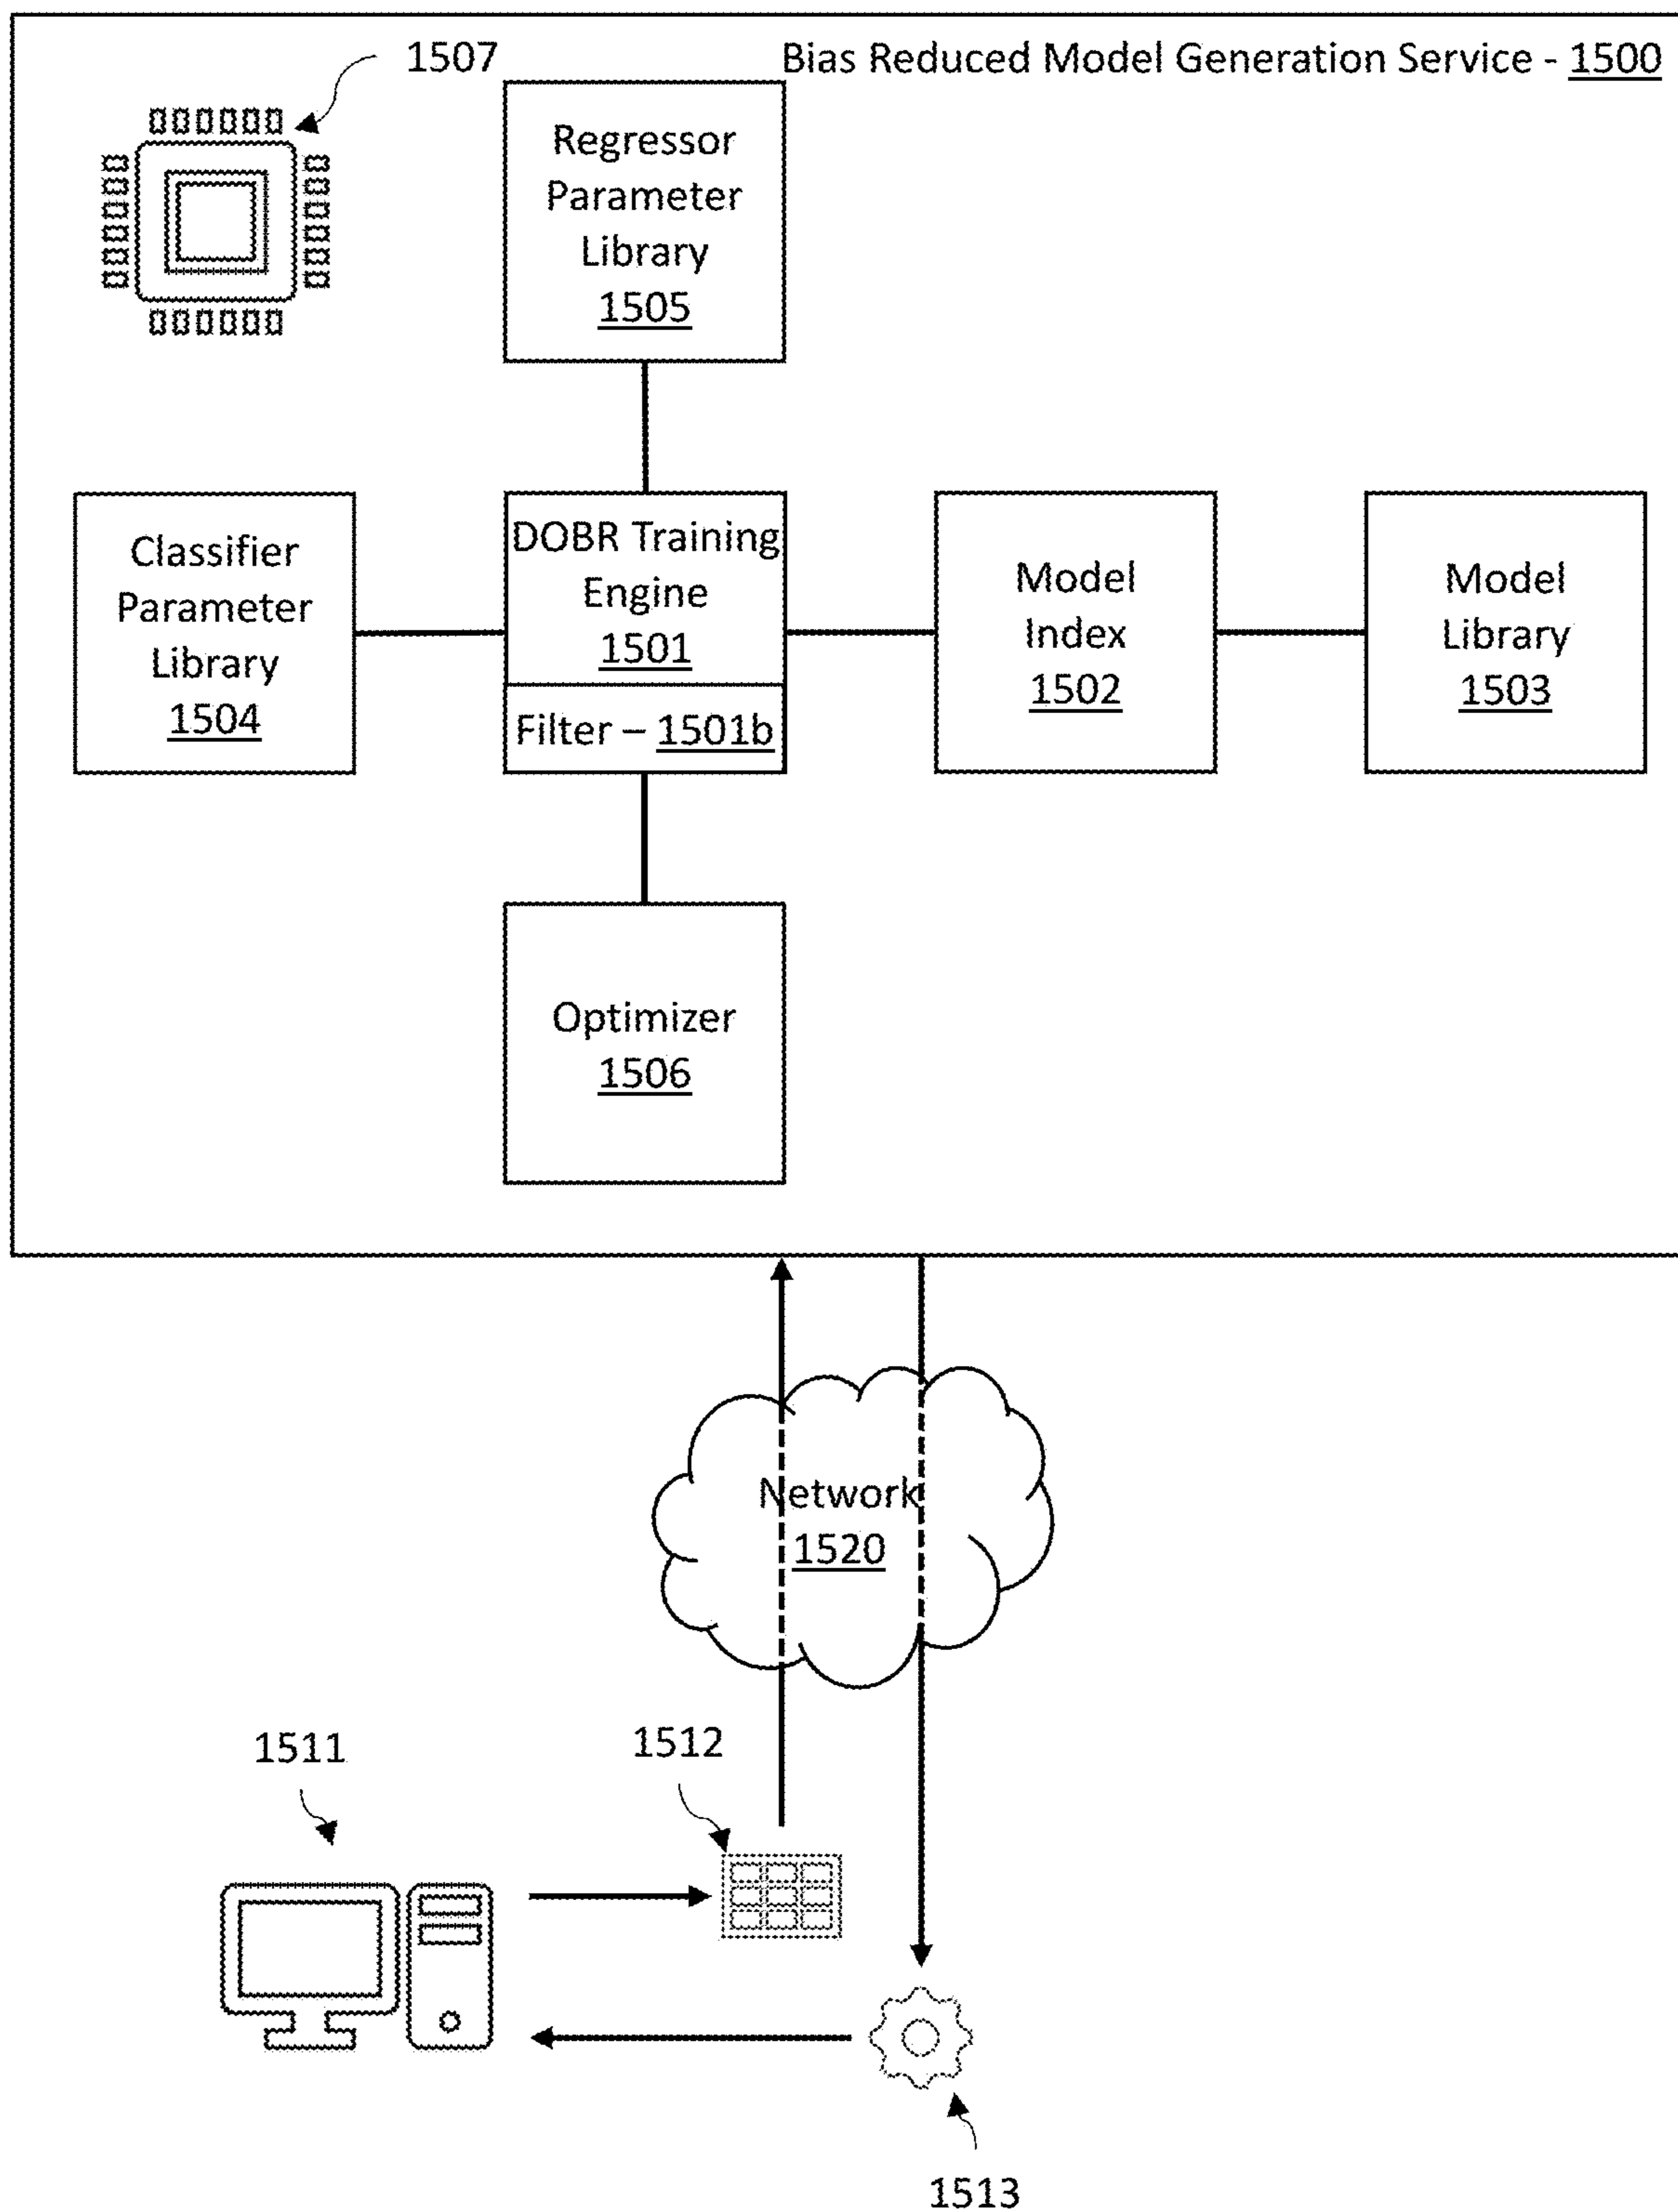 1507
Bias Reduced Model Generation Service - 1500
Regressor
Parameter
Library
1505
Classifier
Parameter
Library
1504
DOBR Training
Engine
1501
Filter – 1501b
Model
Index
1502
Model
Library
1503
Optimizer
1506
Network
1520
1511
1512
1513